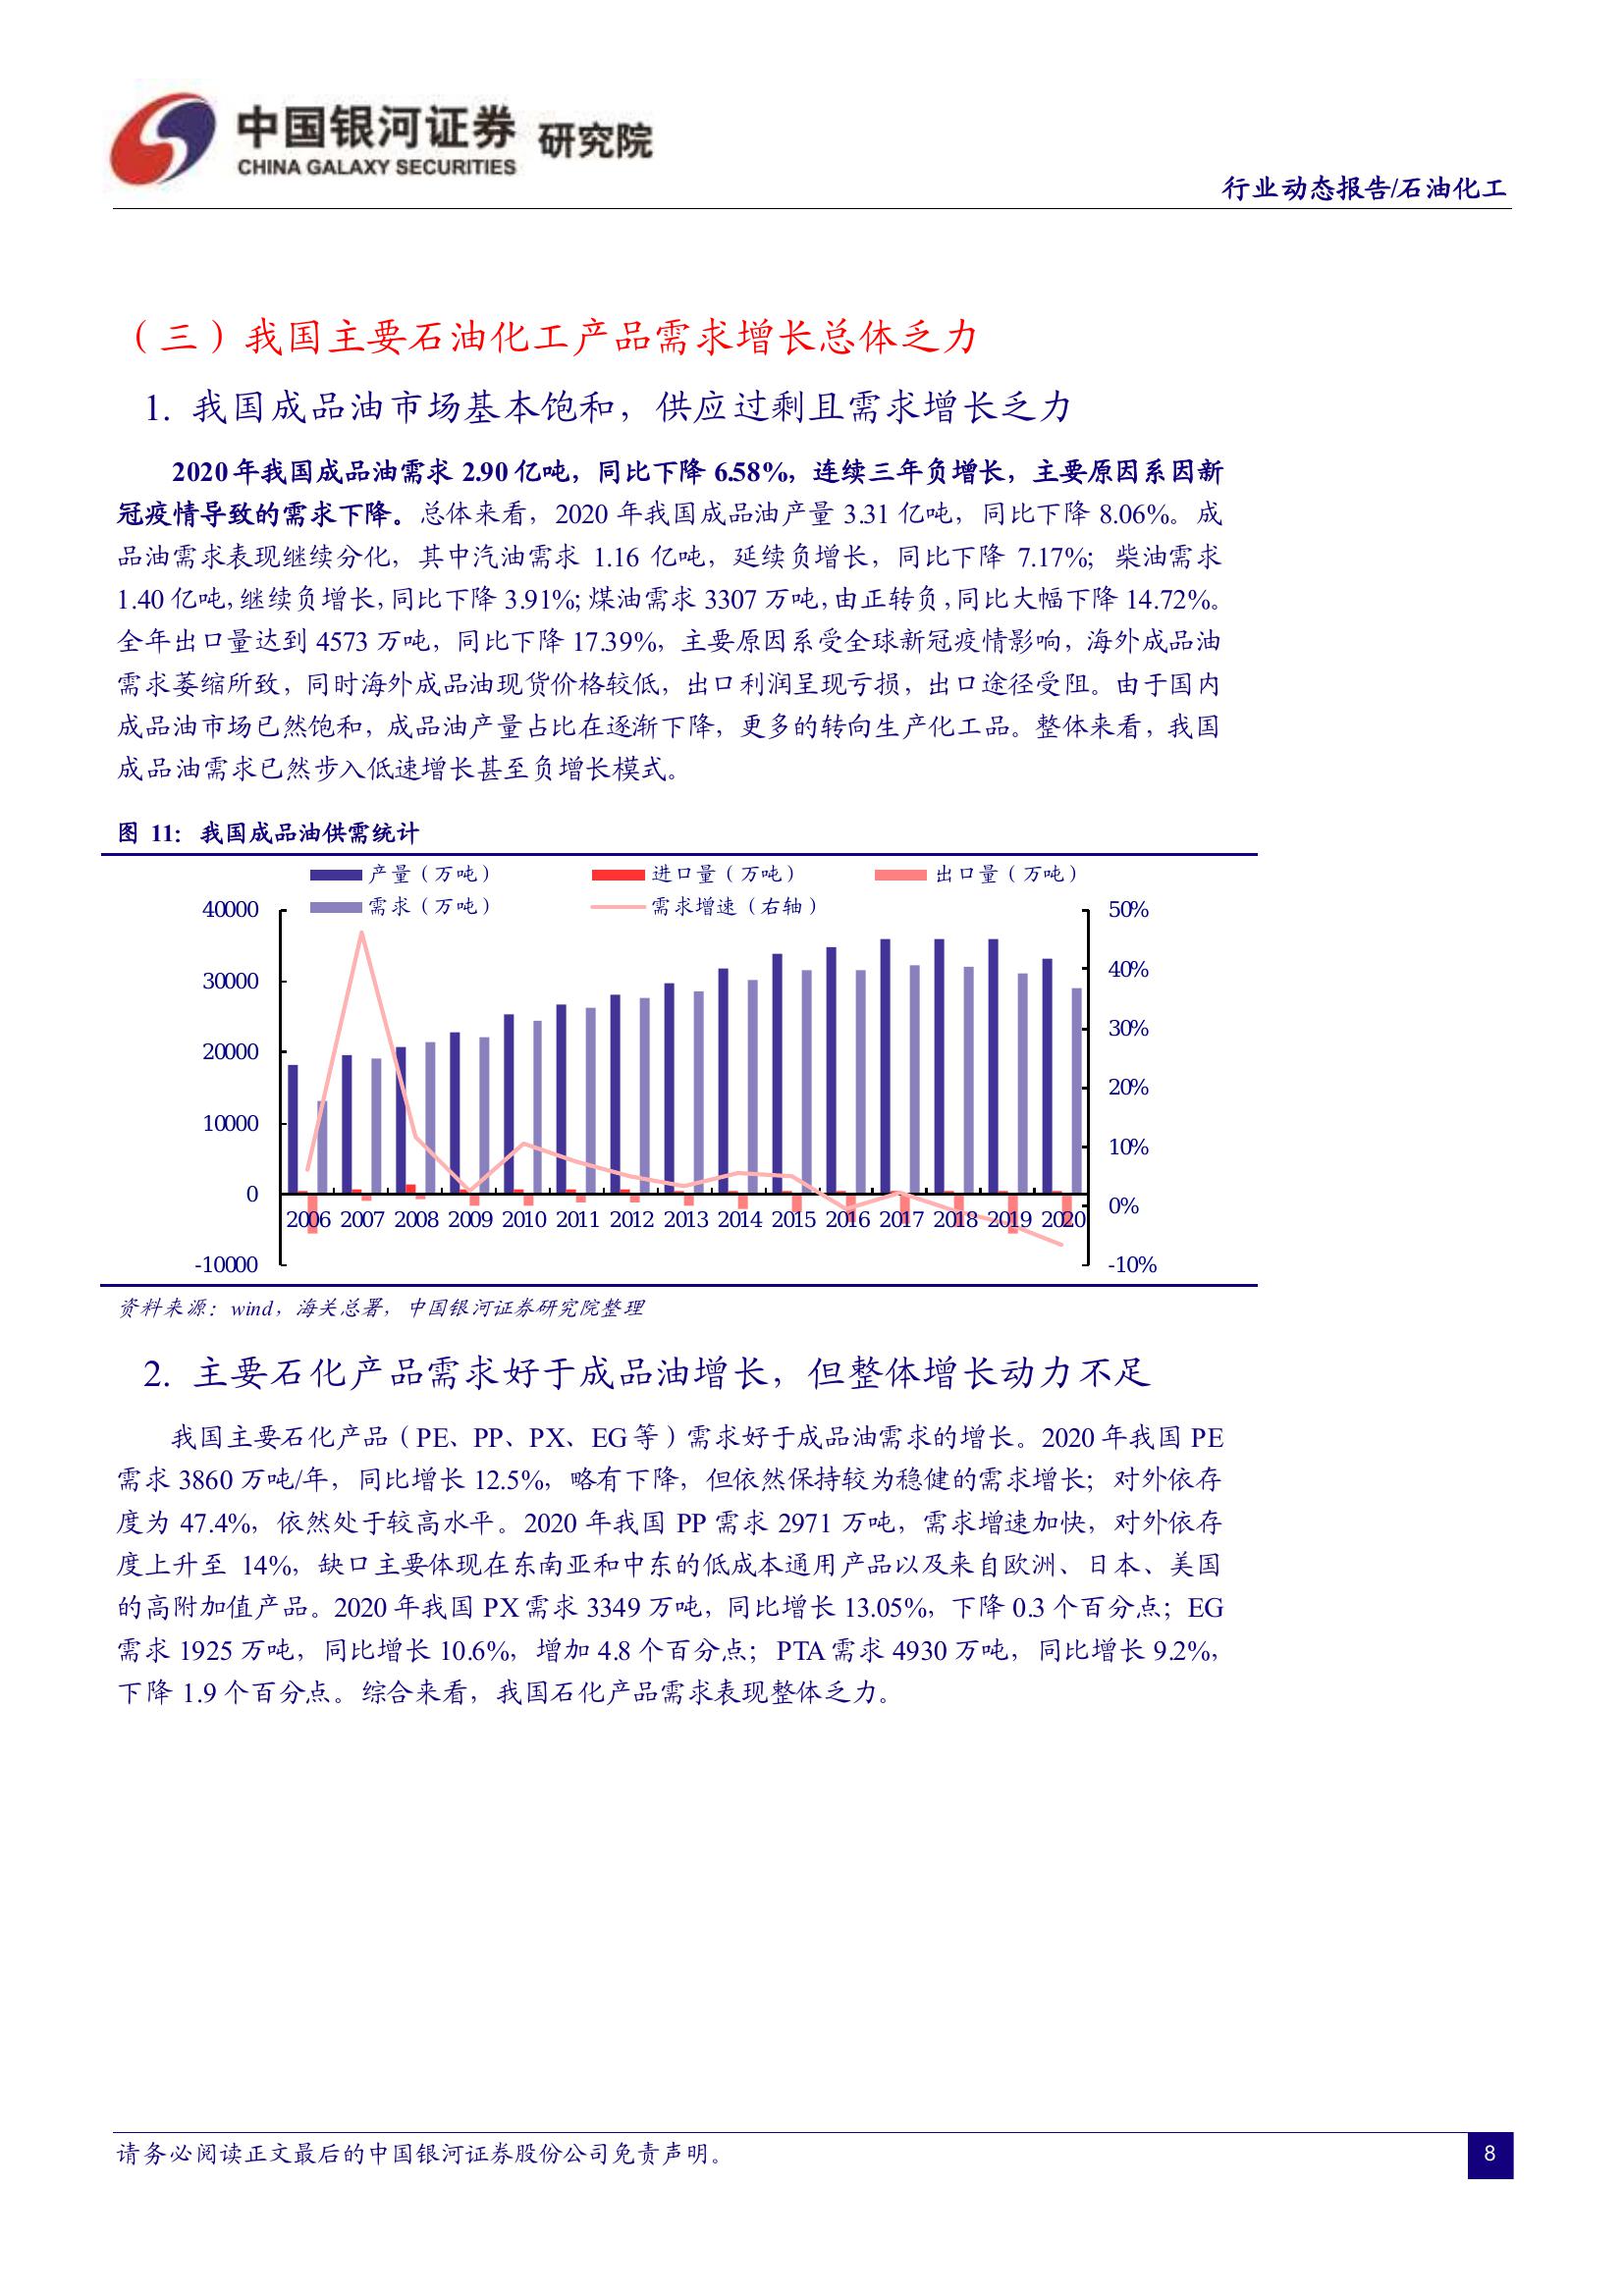 中国银河证券 研究院
CHINA GALAXY SECURITIES
行业动态报告/石油化工
（三）我国主要石油化工产品需求增长总体乏力
1. 我国成品油市场基本饱和，供应过剩且需求增长乏力
2020 年我国成品油需求 2.90 亿吨，同比下降 6.58%，连续三年负增长，主要原因系因新
冠疫情导致的需求下降。总体来看，2020 年我国成品油产量 3.31 亿吨，同比下降 8.06%。成
品油需求表现继续分化，其中汽油需求 1.16 亿吨，延续负增长，同比下降 7.17%；柴油需求
1.40 亿吨，继续负增长，同比下降 3.91%；煤油需求 3307 万吨，由正转负，同比大幅下降 14.72%。
全年出口量达到 4573 万吨，同比下降 17.39%，主要原因系受全球新冠疫情影响，海外成品油
需求萎缩所致，同时海外成品油现货价格较低，出口利润呈现亏损，出口途径受阻。由于国内
成品油市场已然饱和，成品油产量占比在逐渐下降，更多的转向生产化工品。整体来看，我国
成品油需求已然步入低速增长甚至负增长模式。
图 11：我国成品油供需统计
产量（万吨） 进口量（万吨） 出口量（万吨）
需求（万吨） 需求增速（右轴）
40000 50%
40%
30000
30%
20000
20%
10000
10%
0 0%
2006 2007 2008 2009 2010 2011 2012 2013 2014 2015 2016 2017 2018 2019 2020
-10000 -10%
资料来源：wind，海关总署，中国银河证券研究院整理
2. 主要石化产品需求好于成品油增长，但整体增长动力不足
我国主要石化产品（PE、PP、PX、EG 等）需求好于成品油需求的增长。2020 年我国 PE
需求 3860 万吨/年，同比增长 12.5%，略有下降，但依然保持较为稳健的需求增长；对外依存
度为 47.4%，依然处于较高水平。2020 年我国 PP 需求 2971 万吨，需求增速加快，对外依存
度上升至 14%，缺口主要体现在东南亚和中东的低成本通用产品以及来自欧洲、日本、美国
的高附加值产品。2020 年我国 PX 需求 3349 万吨，同比增长 13.05%，下降 0.3 个百分点；EG
需求 1925 万吨，同比增长 10.6%，增加 4.8 个百分点；PTA 需求 4930 万吨，同比增长 9.2%，
下降 1.9 个百分点。综合来看，我国石化产品需求表现整体乏力。
请务必阅读正文最后的中国银河证券股份公司免责声明。
8